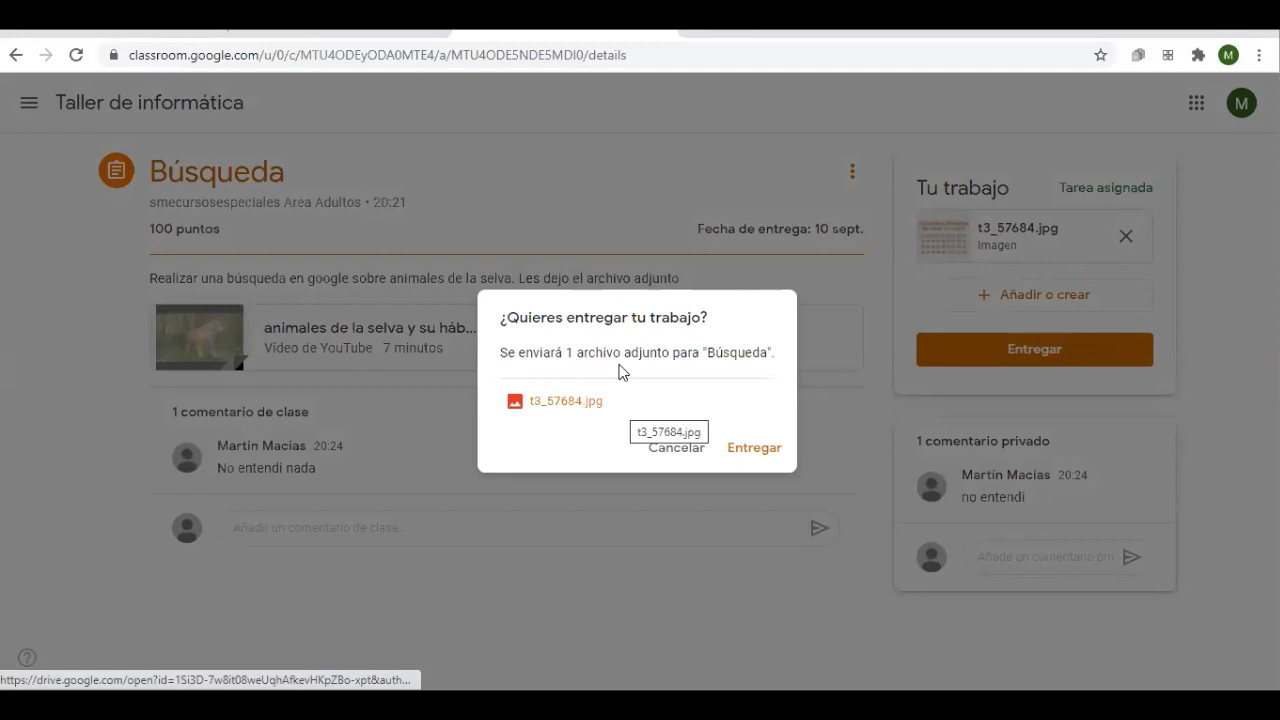 classroom.google.com/u/0/c/MTU4ODEyODA0MTE4/a/MTU4ODE5NDE5MDI0/details
M
Taller de informática
M
Búsqueda
smecursosespeciales Area Adultos • 20:21
100 puntos
Fecha de entrega: 10 sept.
Realizar una búsqueda en google sobre animales de la selva. Les dejo el archivo adjunto
animales de la selva y su háb...
Vídeo de YouTube 7 minutos
1 comentario de clase
Martín Macías 20:24
No entendi nada
Añadir un comentario de clase...
¿Quieres entregar tu trabajo?
Se enviará 1 archivo adjunto para "Búsqueda".
t3_57684.jpg
t3_57684.jpg
Cancelar
Entregar
Tu trabajo
Tarea asignada
t3_57684.jpg
Imagen
+ Añadir o crear
Entregar
1 comentario privado
Martín Macías 20:24
no entendi
Añade un comentario pri
https://drive.google.com/open?id=1Si3D-7w8it08weUqhAfkevHKpZBo-xpt&auth...